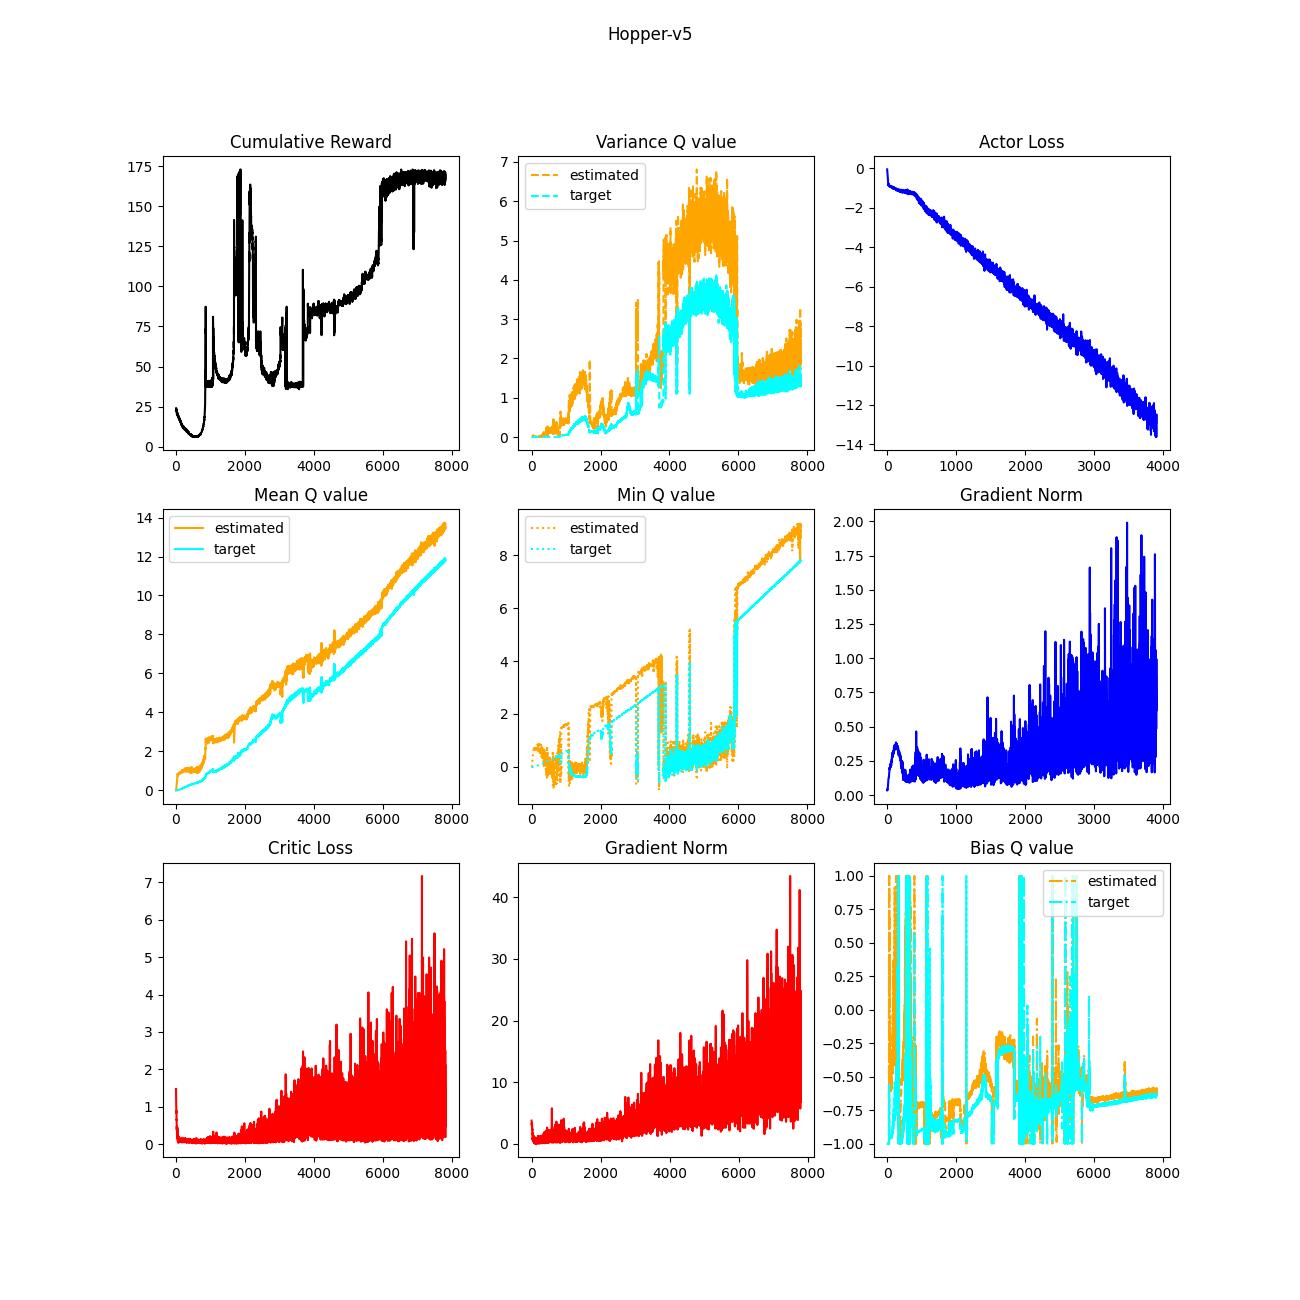 Hopper-v5
Cumulative Reward
175
150
125
100
75
50
25
0
0 2000 4000 6000 8000
Variance Q value
estimated
target
7
6
5
4
3
2
1
0
0 2000 4000 6000 8000
Actor Loss
0
−2
−4
−6
−8
−10
−12
−14
0 1000 2000 3000 4000
Mean Q value
estimated
target
14
12
10
8
6
4
2
0
0 2000 4000 6000 8000
Min Q value
estimated
target
8
6
4
2
0
0 2000 4000 6000 8000
Gradient Norm
2.00
1.75
1.50
1.25
1.00
0.75
0.50
0.25
0.00
0 1000 2000 3000 4000
Critic Loss
7
6
5
4
3
2
1
0
0 2000 4000 6000 8000
Gradient Norm
40
30
20
10
0
0 2000 4000 6000 8000
Bias Q value
estimated
target
1.00
0.75
0.50
0.25
0.00
−0.25
−0.50
−0.75
−1.00
0 2000 4000 6000 8000